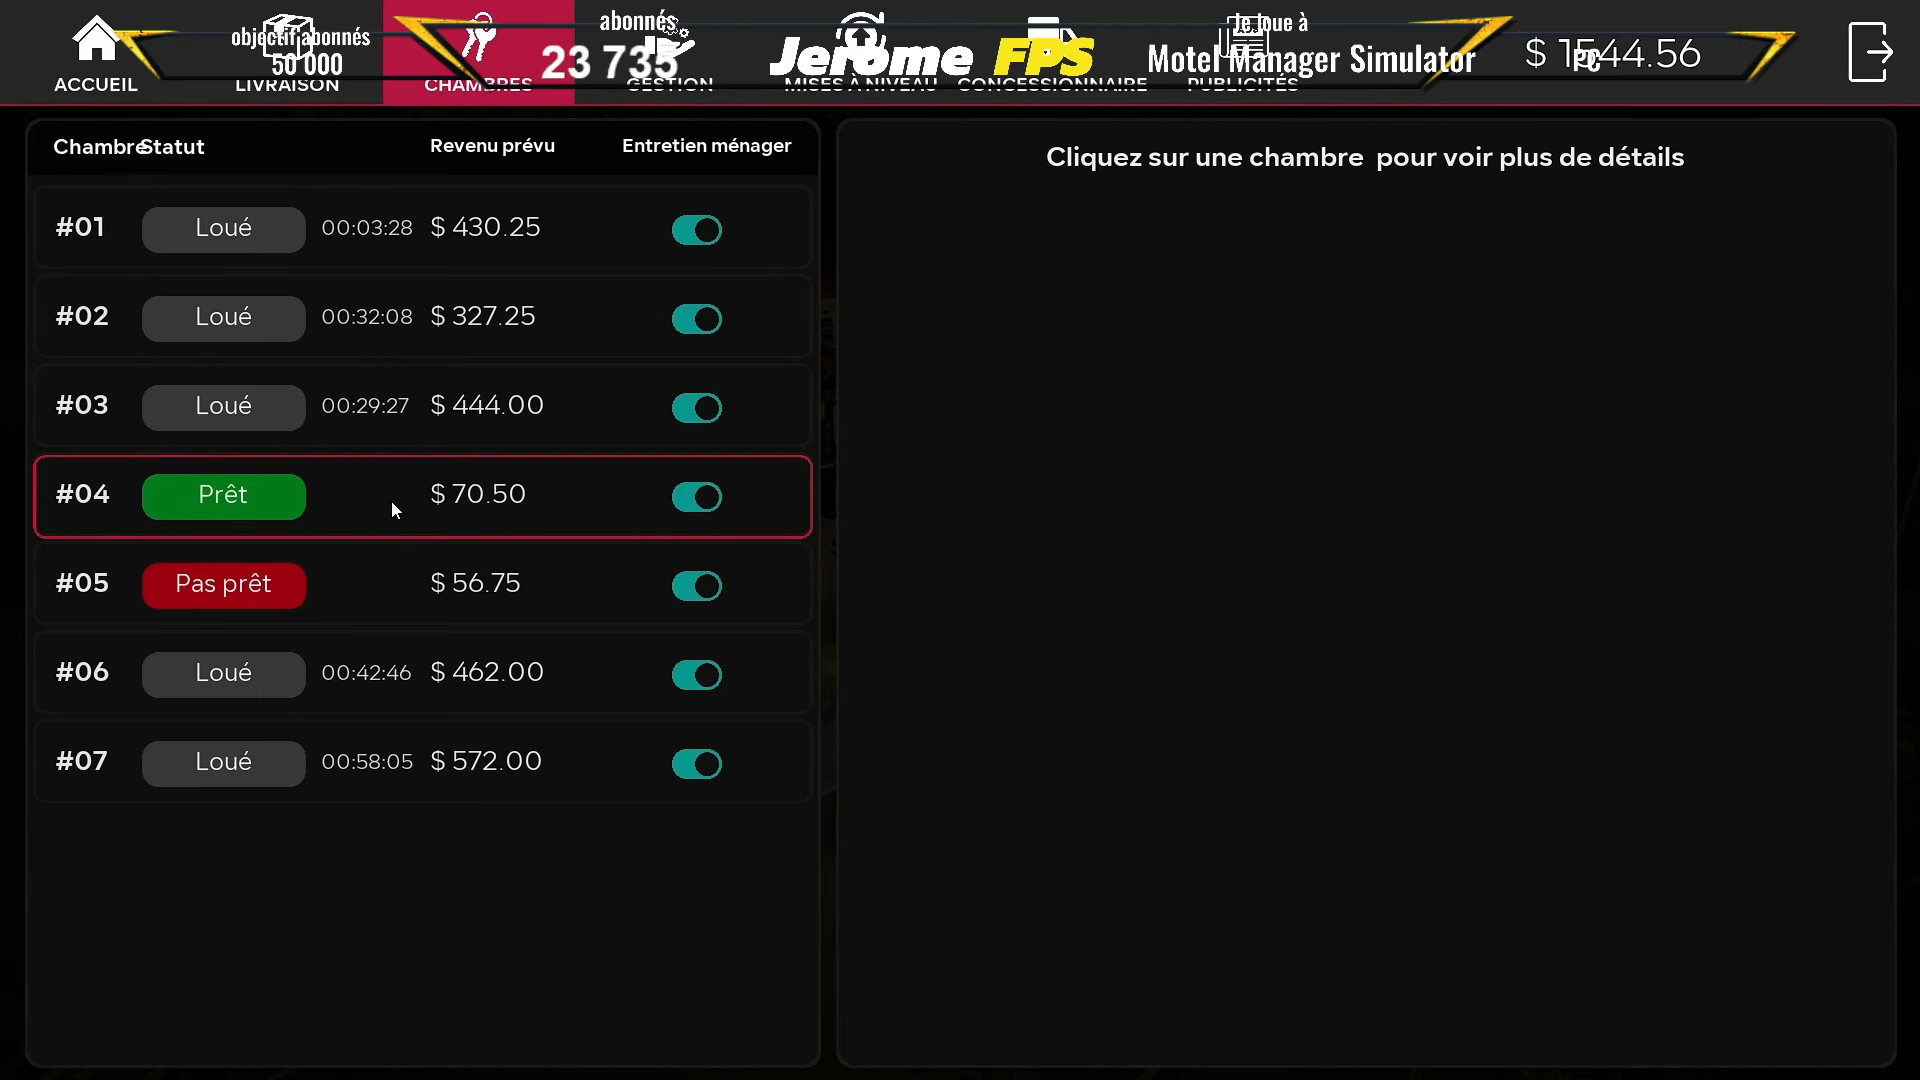 objectif abonnés
50 000
abonnés
23 735
Jerome FPS
Je joue à
Motel Manager Simulator
PC
$ 1544.56
ACCUEIL
LIVRAISON
CHAMBRES
GESTION
MISES À NIVEAU
CONCESSIONNAIRE
PUBLICITÉS
Chambre Statut Revenu prévu Entretien ménager
#01 Loué 00:03:28 $ 430.25
#02 Loué 00:32:08 $ 327.25
#03 Loué 00:29:27 $ 444.00
#04 Prêt $ 70.50
#05 Pas prêt $ 56.75
#06 Loué 00:42:46 $ 462.00
#07 Loué 00:58:05 $ 572.00
Cliquez sur une chambre pour voir plus de détails